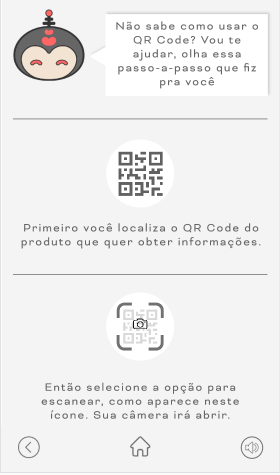 Não sabe como usar o
QR Code? Vou te
ajudar, olha essa
passo-a-passo que fiz
pra você
Primeiro você localiza o QR Code do
produto que quer obter informações.
Então selecione a opção para
escanear, como aparece neste
ícone. Sua câmera irá abrir.